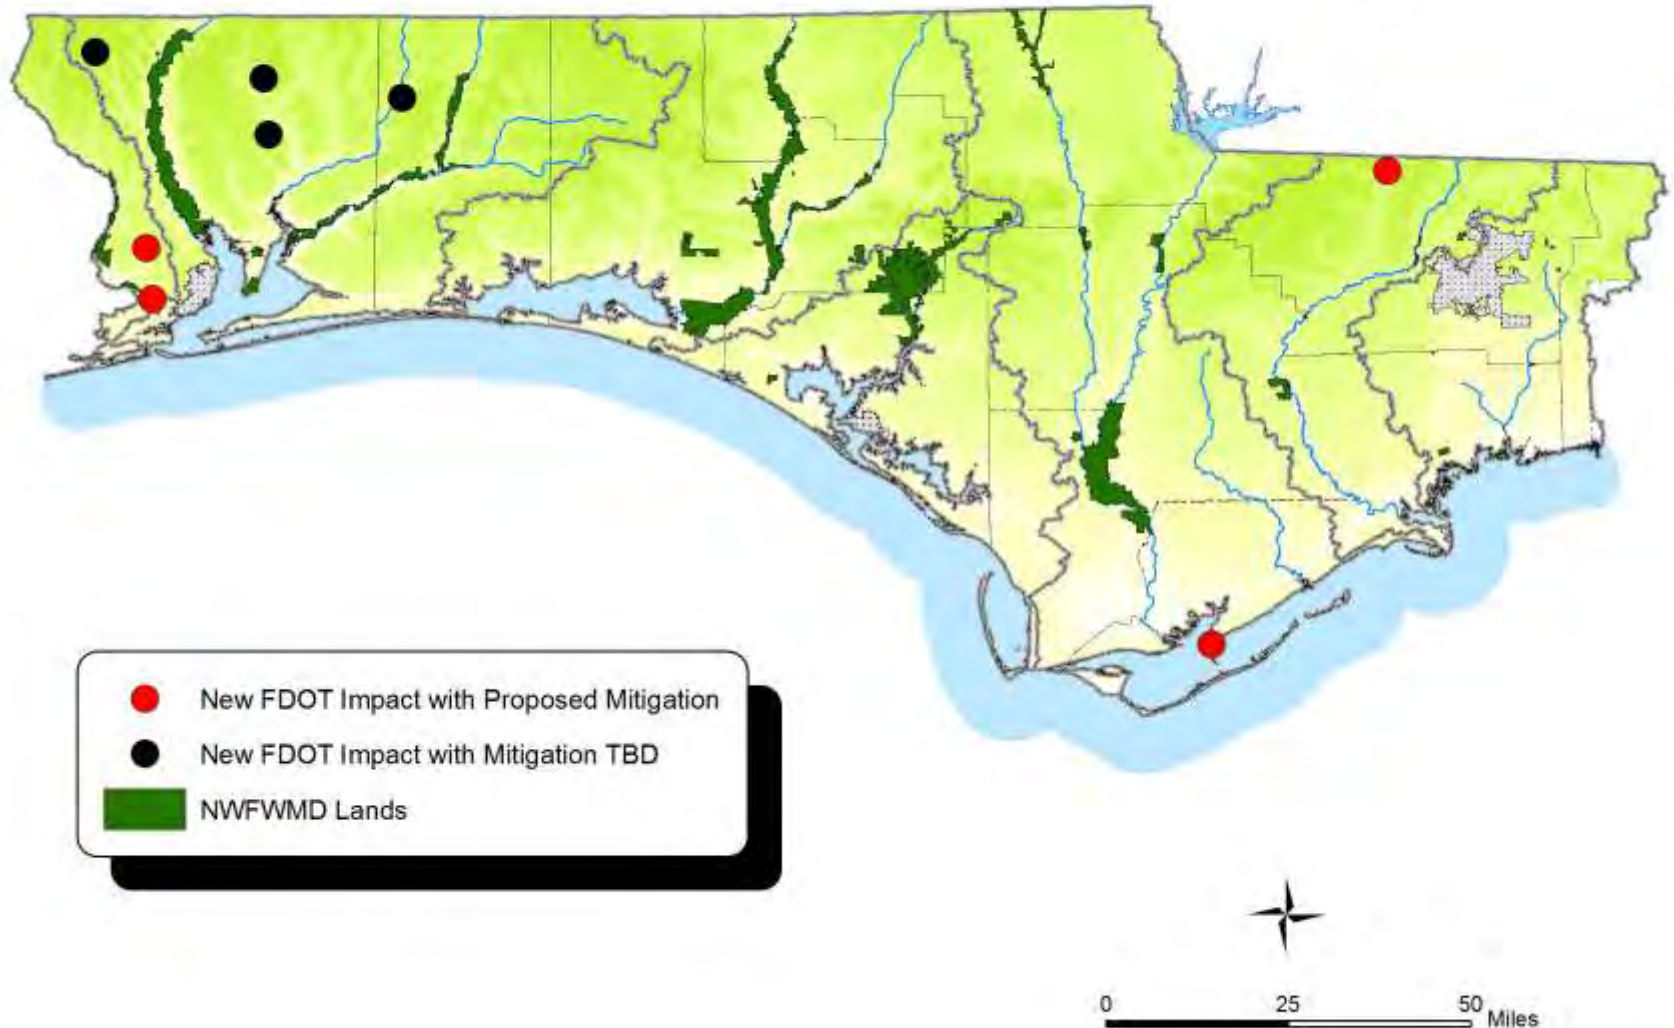 New FDOT Impact with Proposed Mitigation
New FDOT Impact with Mitigation TBD
NWFWMD Lands
0 25 50 Miles